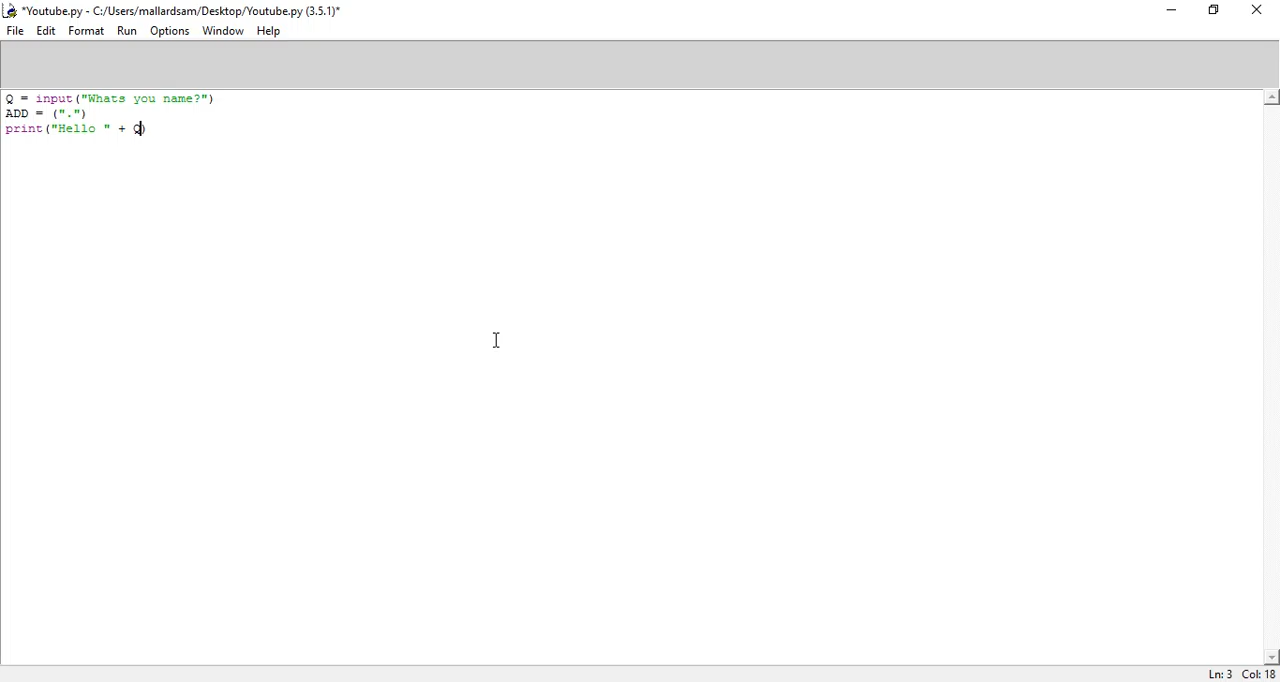 *Youtube.py - C:/Users/mallardsam/Desktop/Youtube.py (3.5.1)*
File Edit Format Run Options Window Help
Q = input("Whats you name?")
ADD = (".")
print("Hello " + Q)
Ln: 3 Col: 18